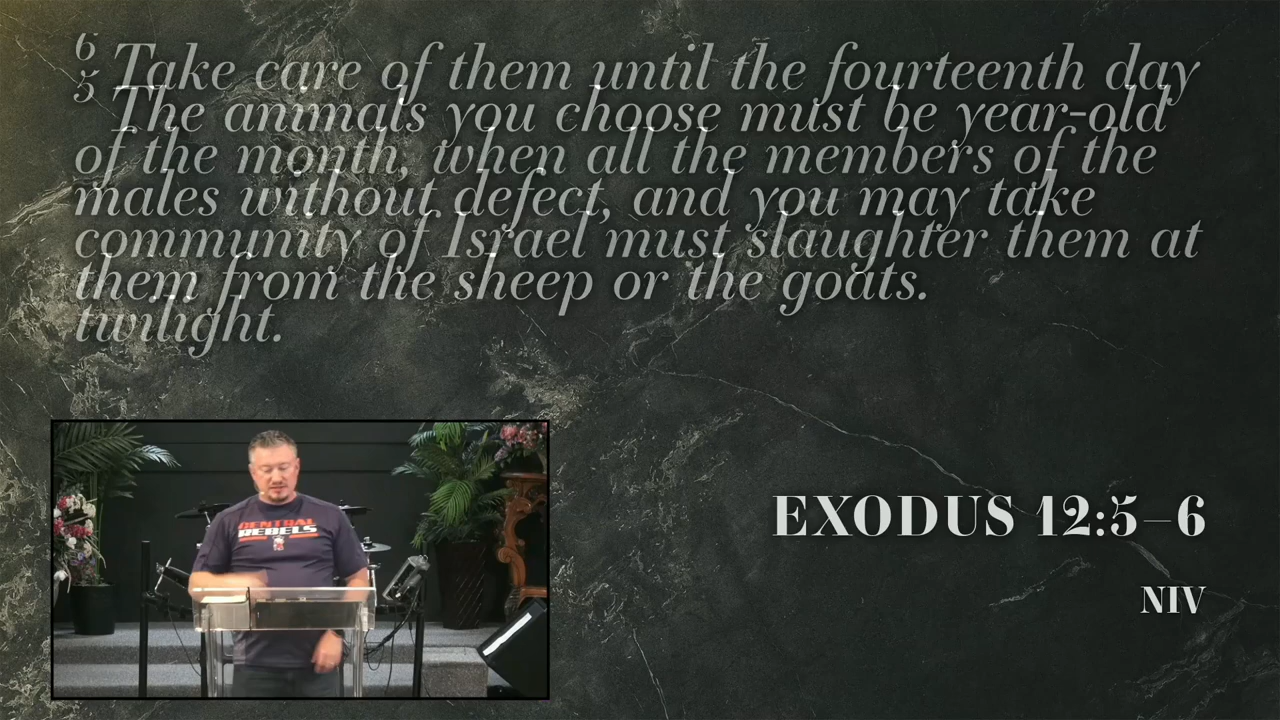 6 Take care of them until the fourteenth day
5 The animals you choose must be year-old
of the month, when all the members of the
males without defect, and you may take
community of Israel must slaughter them at
them from the sheep or the goats.
twilight.
CENTRAL
REBELS
EXODUS 12:5–6
NIV